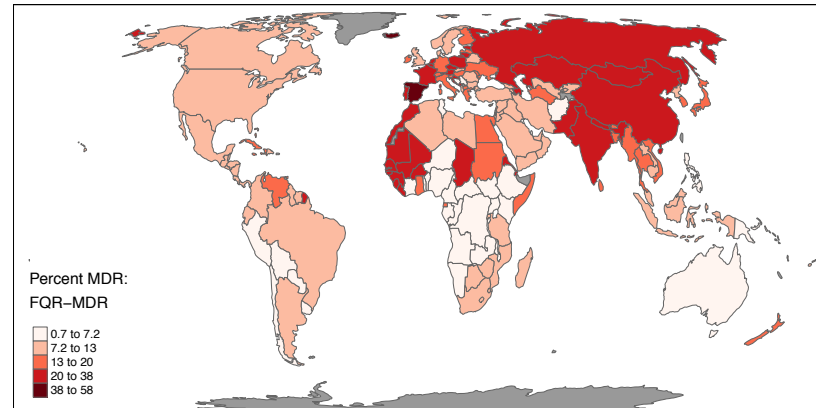 Percent MDR:
FQR−MDR
0.7 to 7.2
7.2 to 13
13 to 20
20 to 38
38 to 58